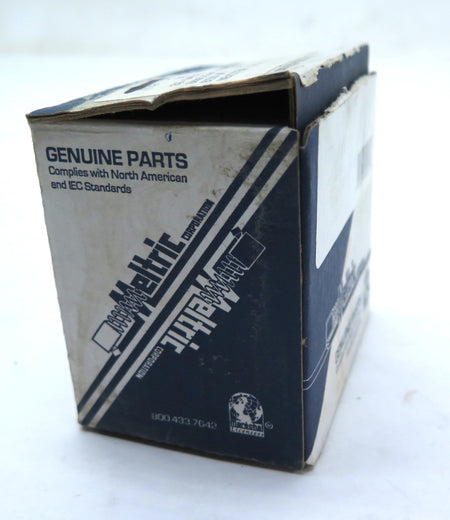 GENUINE PARTS
Complies with North American
and IEC Standards
Meltric
CORPORATION
Meltric
CORPORATION
800.433.7642